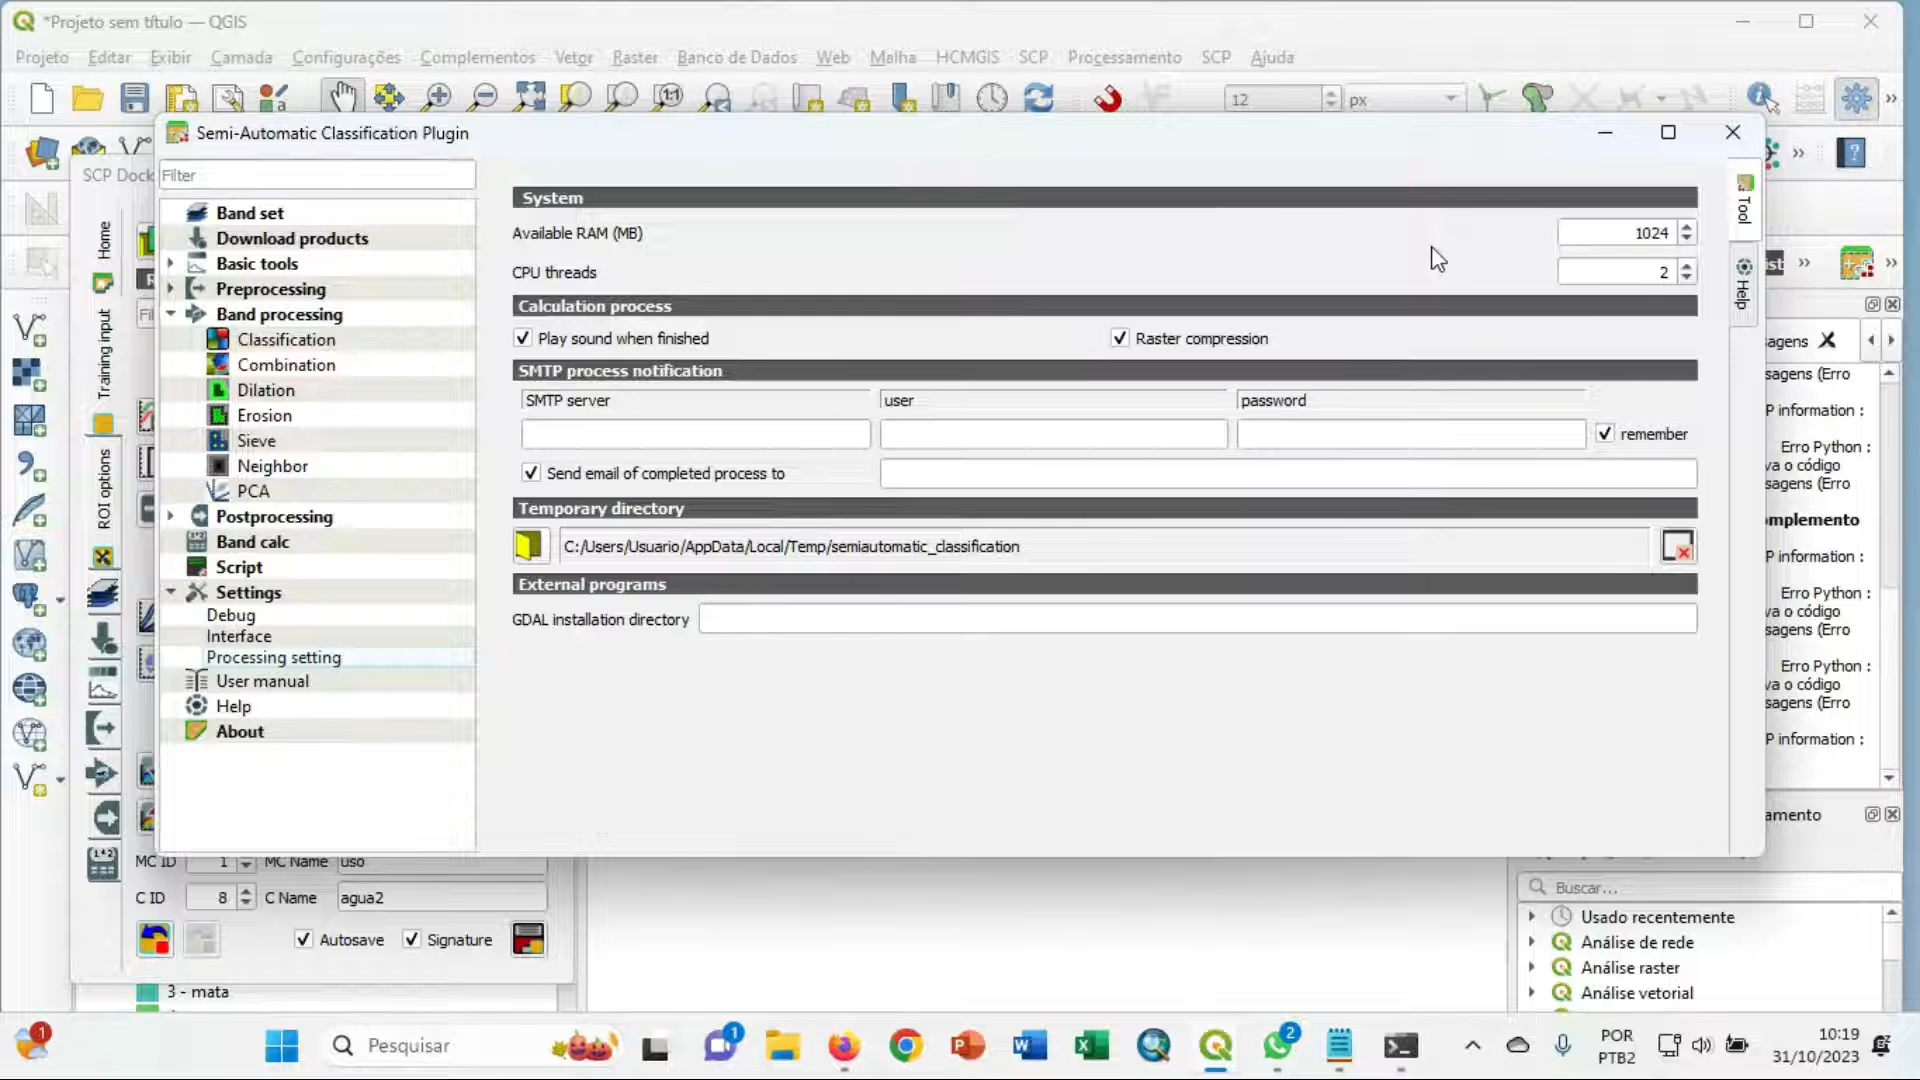 *Projeto sem título — QGIS
Projeto Editar Exibir Camada Configurações Complementos Vetor Raster Banco de Dados Web Malha HCMGIS SCP Processamento SCP Ajuda
12 px
Semi-Automatic Classification Plugin
SCP Dock
Filter
Band set
Download products
Basic tools
Preprocessing
Band processing
Classification
Combination
Dilation
Erosion
Sieve
Neighbor
PCA
Postprocessing
Band calc
Script
Settings
Debug
Interface
Processing setting
User manual
Help
About
Home
Training input
ROI options
System
Available RAM (MB) 1024
CPU threads 2
Calculation process
Play sound when finished Raster compression
SMTP process notification
SMTP server user password
remember
Send email of completed process to
Temporary directory
C:/Users/Usuario/AppData/Local/Temp/semiautomatic_classification
External programs
GDAL installation directory
Tool
Help
sagens (Erro
P information :
Erro Python :
va o código
sagens (Erro
mplemento
P information :
Erro Python :
va o código
sagens (Erro
Erro Python :
va o código
sagens (Erro
P information :
amento
Buscar...
Usado recentemente
Análise de rede
Análise raster
Análise vetorial
MC ID 1 MC Name uso
C ID 8 C Name agua2
Autosave Signature
3 - mata
1
Pesquisar
1
2
POR
PTB2
10:19
31/10/2023